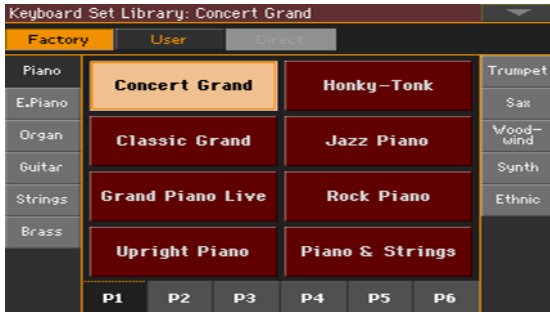 Keyboard Set Library: Concert Grand
Factory User Direct
Piano
E.Piano
Organ
Guitar
Strings
Brass
Concert Grand
Honky-Tonk
Classic Grand
Jazz Piano
Grand Piano Live
Rock Piano
Upright Piano
Piano & Strings
Trumpet
Sax
Wood-
wind
Synth
Ethnic
P1 P2 P3 P4 P5 P6